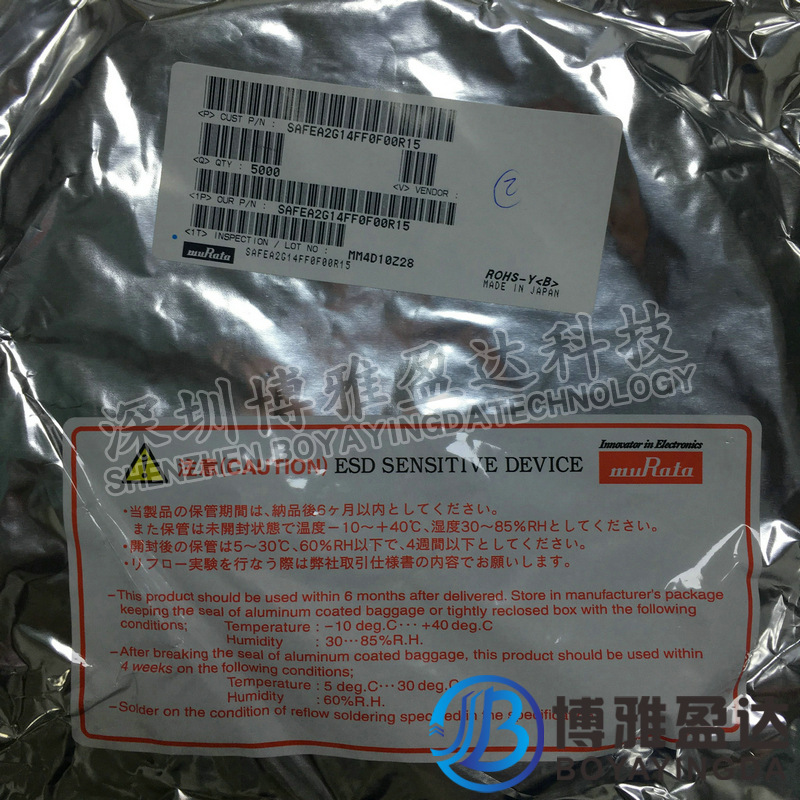 <P> CUST P/N : SAFEA2G14FF0F00R15
<Q> QTY : 5000
<V> VENDOR :
<1P> OUR P/N : SAFEA2G14FF0F00R15
<1T> INSPECTION / LOT NO : MM4D10Z28
muRata SAFEA2G14FF0F00R15
ROHS-Y<B>
MADE IN JAPAN
2
深圳博雅盈达科技
SHENZHEN BOYAYINGDATECHNOLOGY
注意(CAUTION) ESD SENSITIVE DEVICE
Innovator in Electronics
muRata
・当製品の保管期間は、納品後6ヶ月以内としてください。
また保管は未開封状態で温度−10〜+40℃、湿度30〜85%RHとしてください。
・開封後の保管は5〜30℃、60%RH以下で、4週間以下としてください。
・リフロー実験を行なう際は弊社取引仕様書の内容でお願いします。
−This product should be used within 6 months after delivered. Store in manufacturer's package
keeping the seal of aluminum coated baggage or tightly reclosed box with the following
conditions; Temperature : −10 deg.C⋯+40 deg.C
Humidity : 30⋯85%R.H.
−After breaking the seal of aluminum coated baggage, this product should be used within
4 weeks on the following conditions;
Temperature : 5 deg.C⋯30 deg.C
Humidity : 60%R.H.
−Solder on the condition of reflow soldering specified in the specific
博雅盈达
BOYAYINGDA